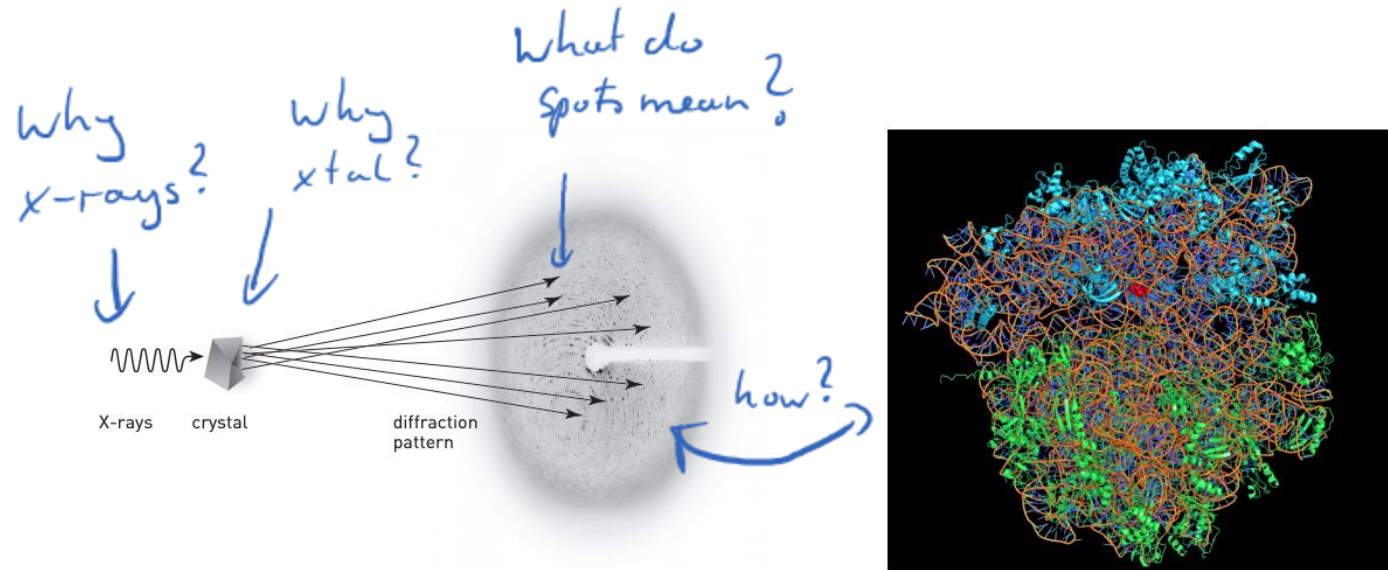 Why
x-rays?
why
xtal?
What do
spots mean?
how?
X-rays
crystal
diffraction
pattern